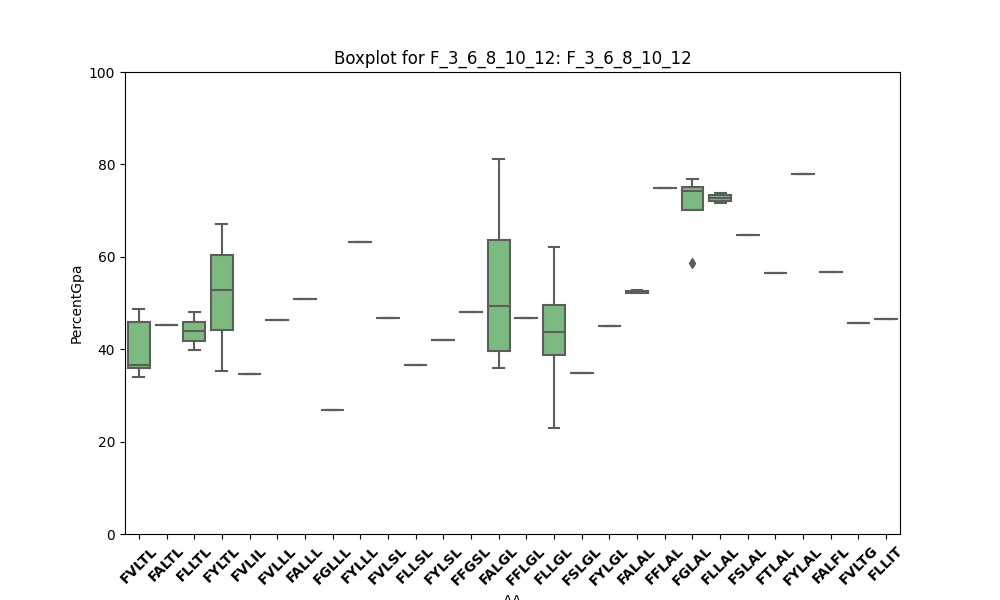 Boxplot for F_3_6_8_10_12: F_3_6_8_10_12
PercentGpa
100
80
60
40
20
0
FVLTL FALTL FLLTL FYLTL FVLIL FVLLL FALLL FGLLL FYLLL FVLSL FLLSL FYLSL FFGSL FALGL FFLGL FLLGL FSLGL FYLGL FALAL FFLAL FGLAL FLLAL FSLAL FTLAL FYLAL FALFL FVLTG FLLIT
AA